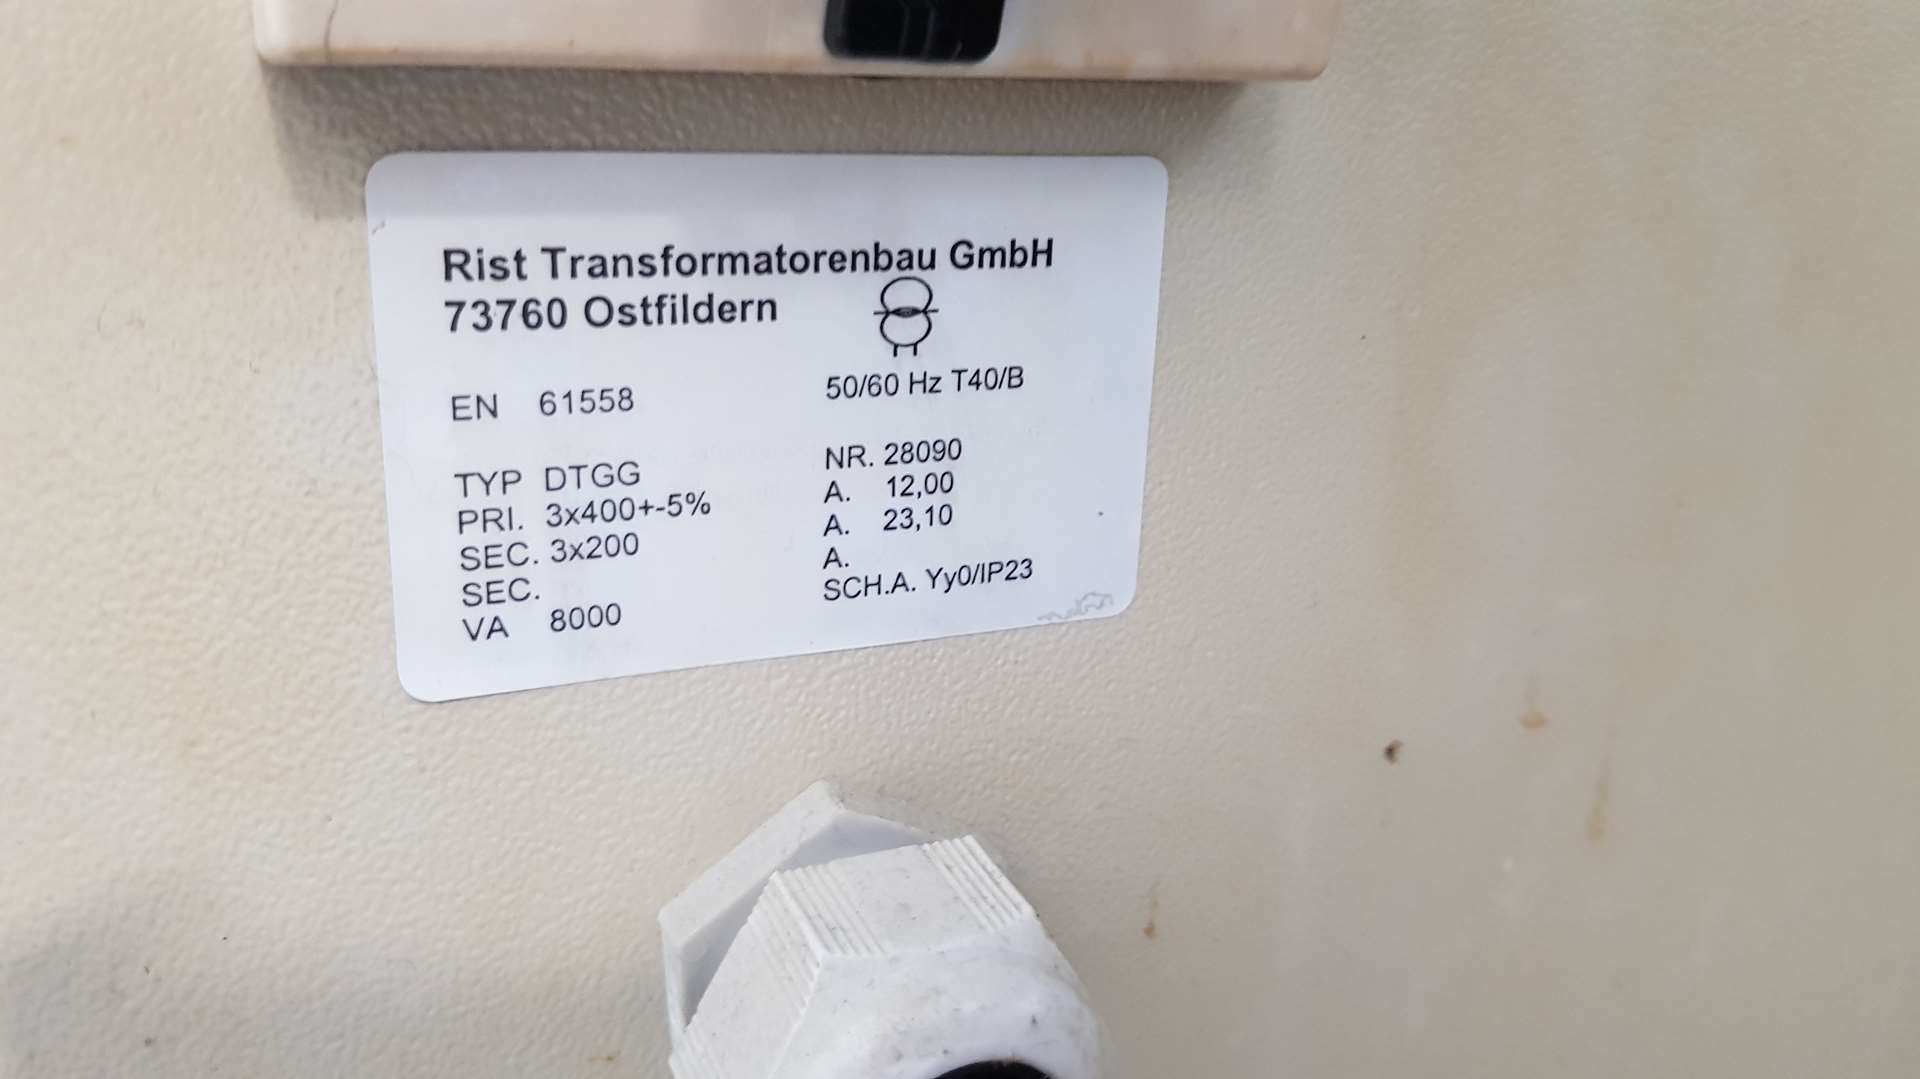 Rist Transformatorenbau GmbH
73760 Ostfildern
EN 61558 50/60 Hz T40/B
TYP DTGG NR. 28090
PRI. 3x400+-5% A. 12,00
SEC. 3x200 A. 23,10
SEC. A.
VA 8000 SCH.A. Yy0/IP23